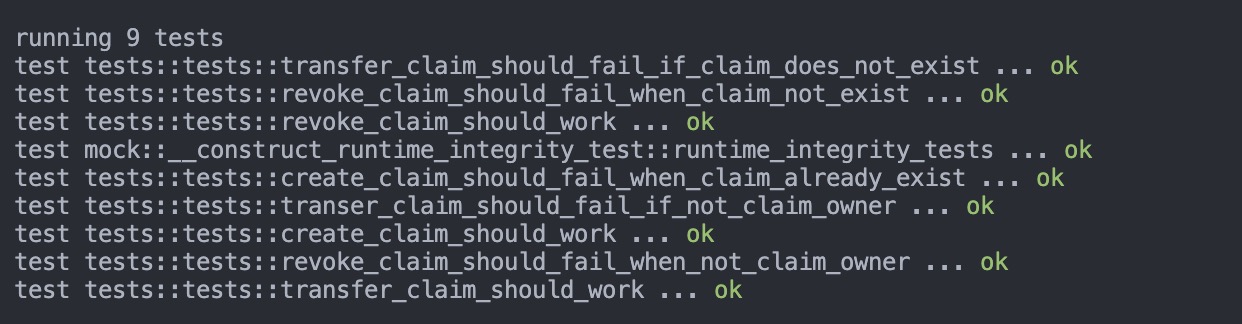 running 9 tests
test tests::tests::transfer_claim_should_fail_if_claim_does_not_exist ... ok
test tests::tests::revoke_claim_should_fail_when_claim_not_exist ... ok
test tests::tests::revoke_claim_should_work ... ok
test mock::__construct_runtime_integrity_test::runtime_integrity_tests ... ok
test tests::tests::create_claim_should_fail_when_claim_already_exist ... ok
test tests::tests::transer_claim_should_fail_if_not_claim_owner ... ok
test tests::tests::create_claim_should_work ... ok
test tests::tests::revoke_claim_should_fail_when_not_claim_owner ... ok
test tests::tests::transfer_claim_should_work ... ok